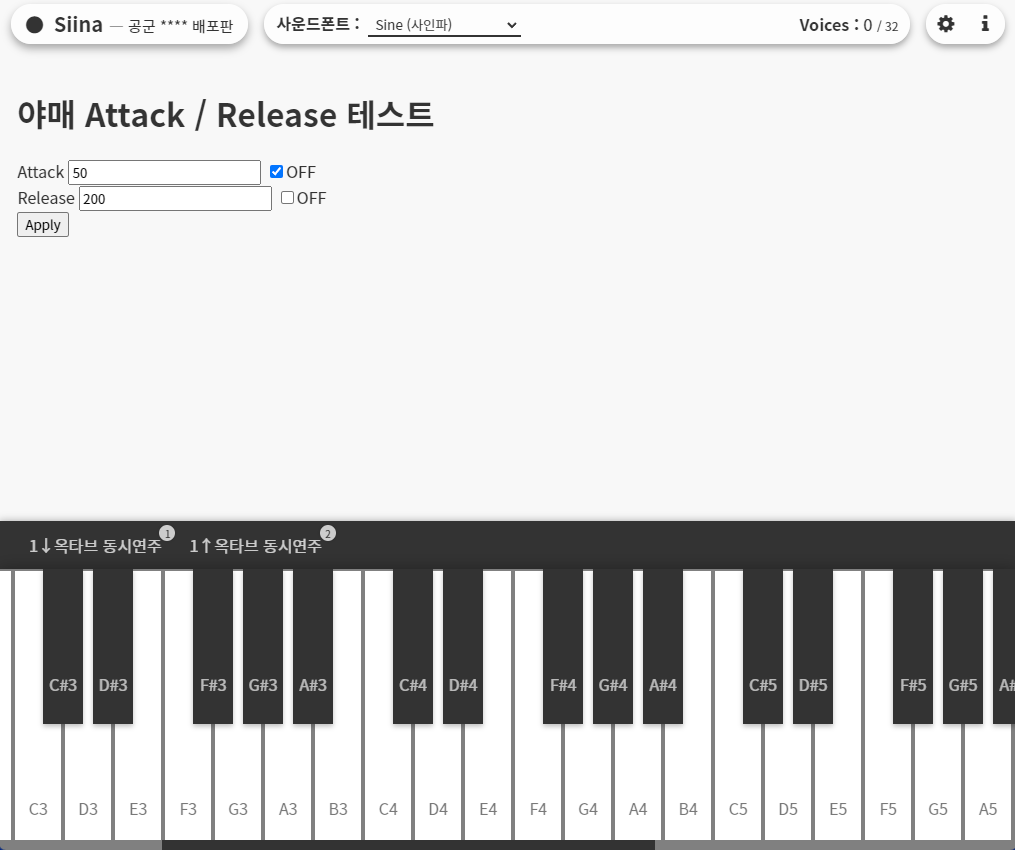 Siina — 공군 **** 배포판
사운드폰트 : Sine (사인파)
Voices : 0 / 32
야매 Attack / Release 테스트
Attack 50 OFF
Release 200 OFF
Apply
1↓옥타브 동시연주 1
1↑옥타브 동시연주 2
C#3 D#3 F#3 G#3 A#3 C#4 D#4 F#4 G#4 A#4 C#5 D#5 F#5 G#5 A#
C3 D3 E3 F3 G3 A3 B3 C4 D4 E4 F4 G4 A4 B4 C5 D5 E5 F5 G5 A5